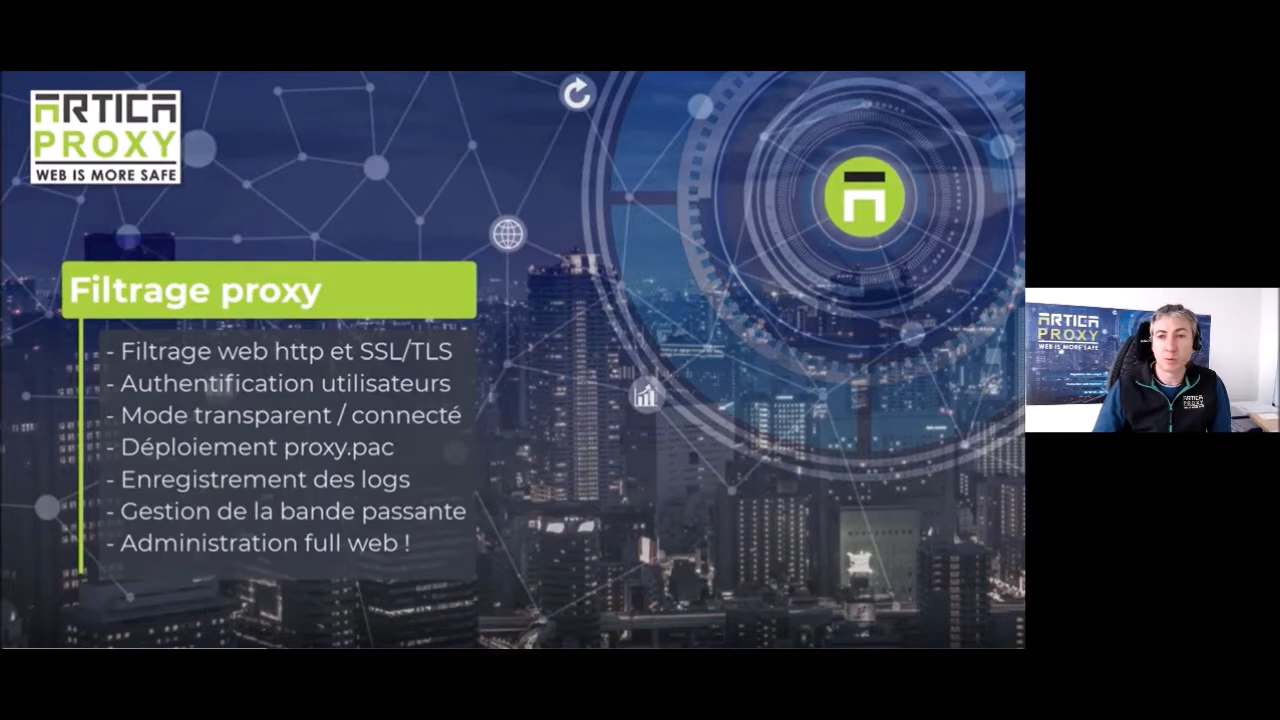 ARTICA
PROXY
WEB IS MORE SAFE
Filtrage proxy
- Filtrage web http et SSL/TLS
- Authentification utilisateurs
- Mode transparent / connecté
- Déploiement proxy.pac
- Enregistrement des logs
- Gestion de la bande passante
- Administration full web !
ARTICA
PROXY
WEB IS MORE SAFE
ARTICA
PROXY